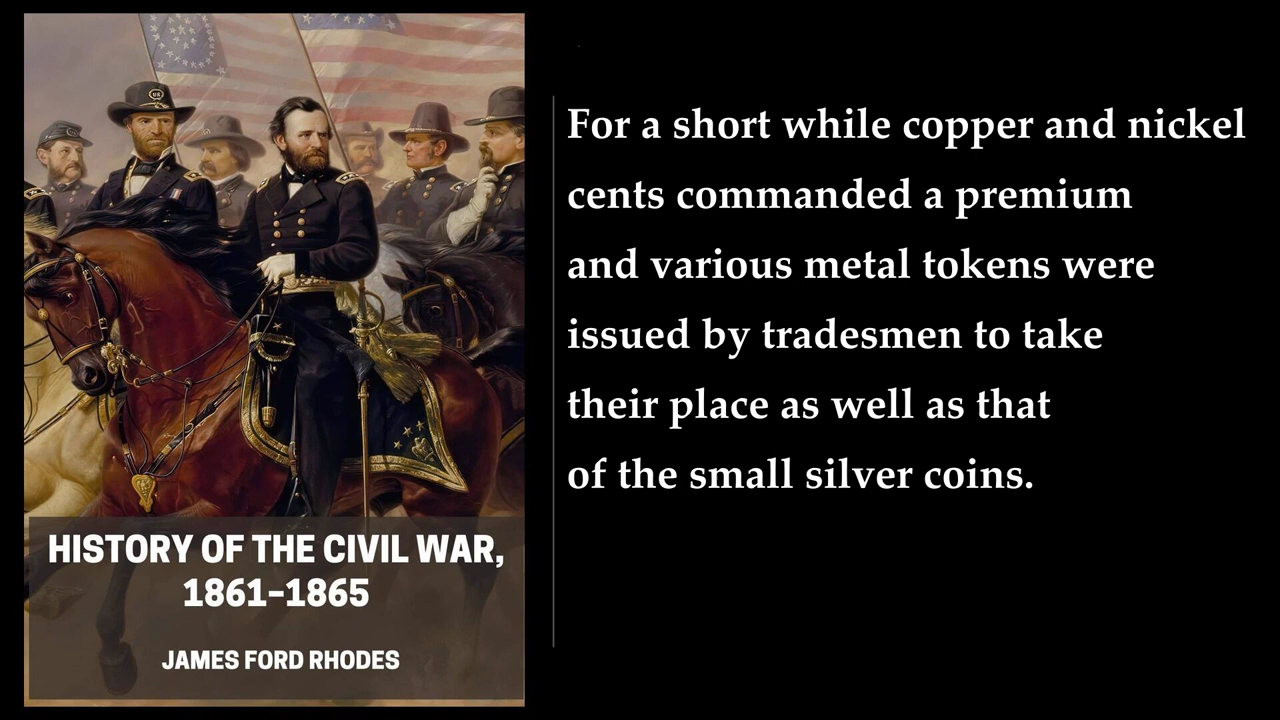 HISTORY OF THE CIVIL WAR,
1861–1865
JAMES FORD RHODES
For a short while copper and nickel
cents commanded a premium
and various metal tokens were
issued by tradesmen to take
their place as well as that
of the small silver coins.